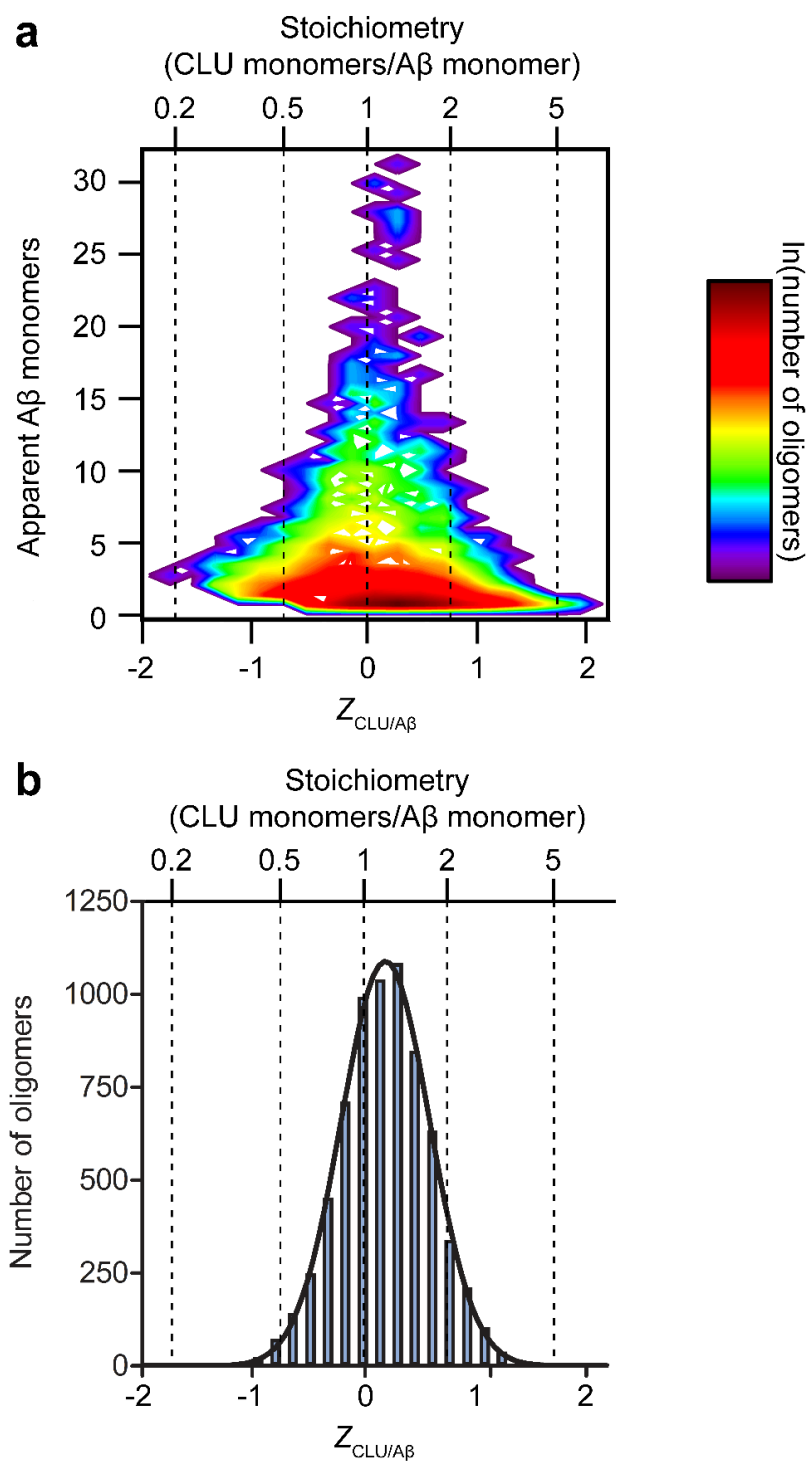 a
Stoichiometry
(CLU monomers/Aβ monomer)
0.2 0.5 1 2 5
30
25
20
15
10
5
0
Apparent Aβ monomers
-2 -1 0 1 2
ZCLU/Aβ
ln(number of oligomers)
b
Stoichiometry
(CLU monomers/Aβ monomer)
0.2 0.5 1 2 5
1250
1000
750
500
250
0
Number of oligomers
-2 -1 0 1 2
ZCLU/Aβ